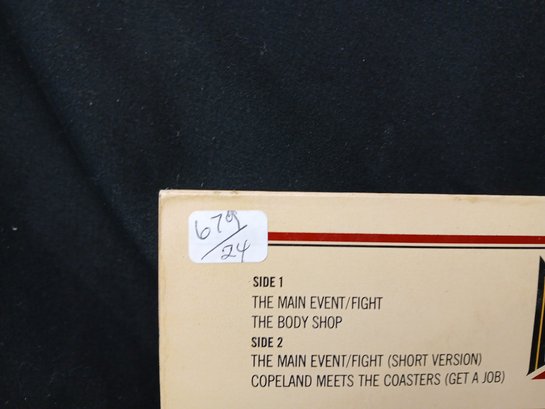 679/24
SIDE 1
THE MAIN EVENT/FIGHT
THE BODY SHOP
SIDE 2
THE MAIN EVENT/FIGHT (SHORT VERSION)
COPELAND MEETS THE COASTERS (GET A JOB)